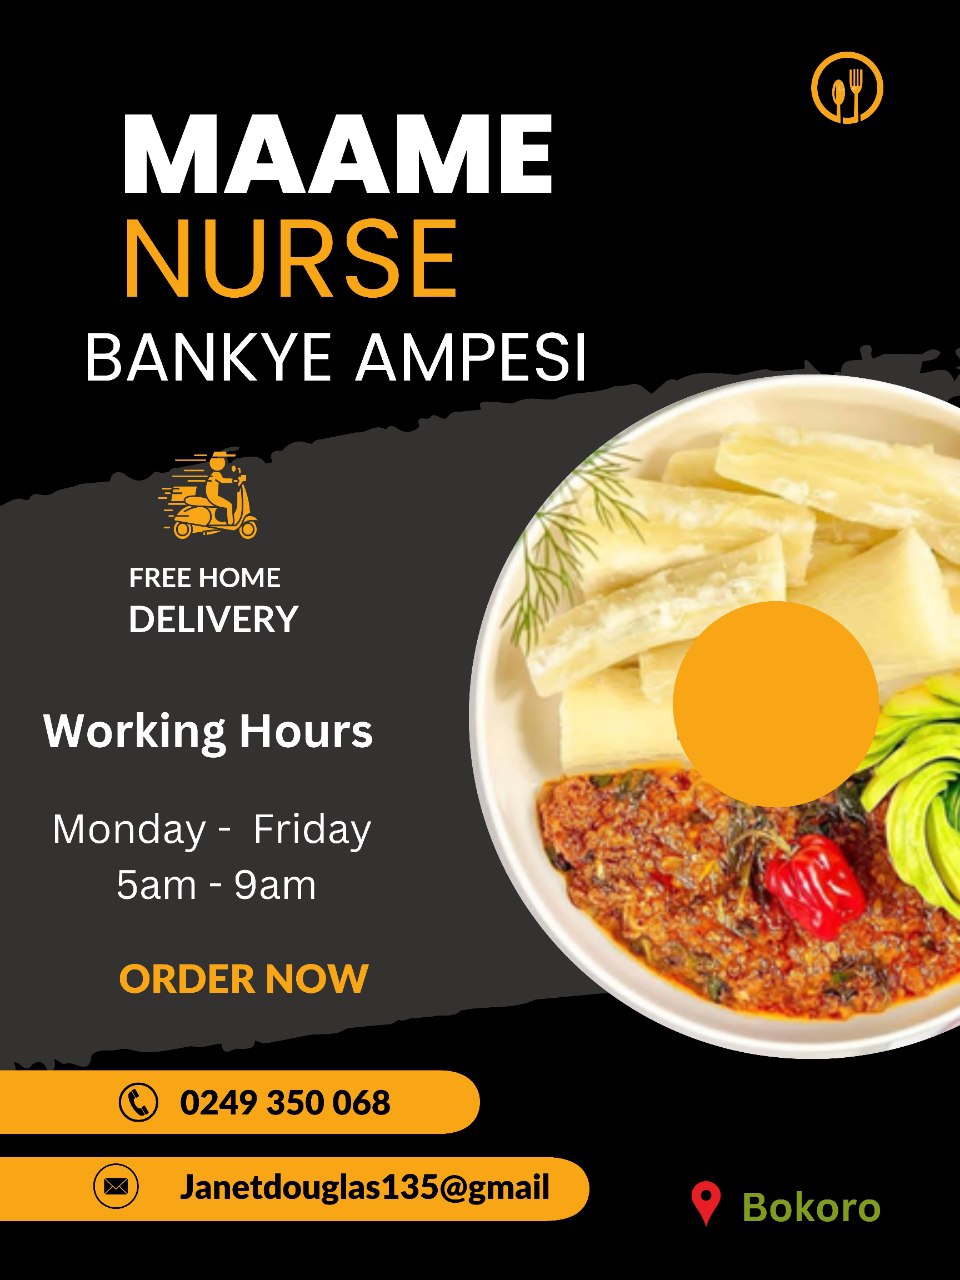 MAAME
NURSE
BANKYE AMPESI
FREE HOME
DELIVERY
Working Hours
Monday -  Friday
5am - 9am
ORDER NOW
0249 350 068
Janetdouglas135@gmail
Bokoro